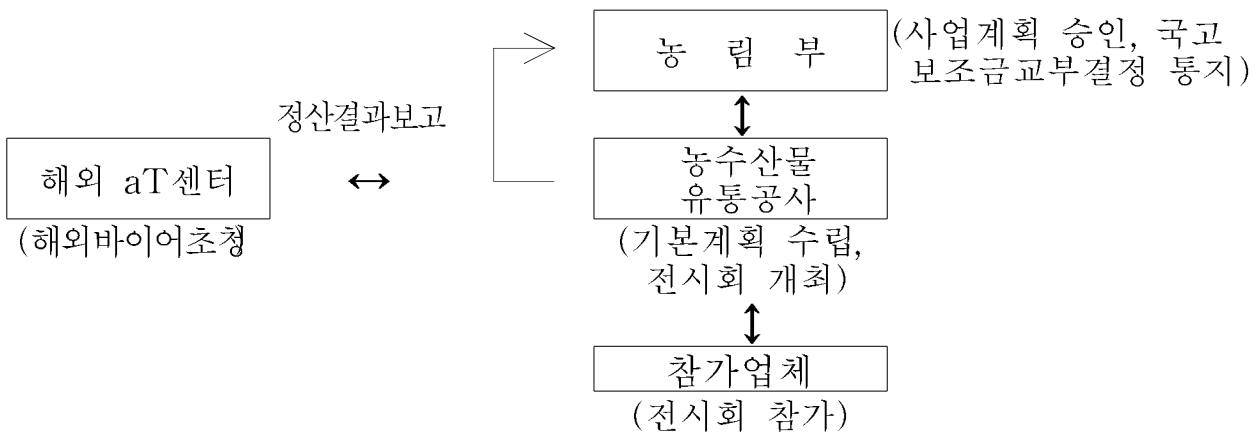 농 림 부
(사업계획 승인, 국고
보조금교부결정 통지)
정산결과보고
해외 aT센터
(해외바이어초청
농수산물
유통공사
(기본계획 수립,
전시회 개최)
참가업체
(전시회 참가)